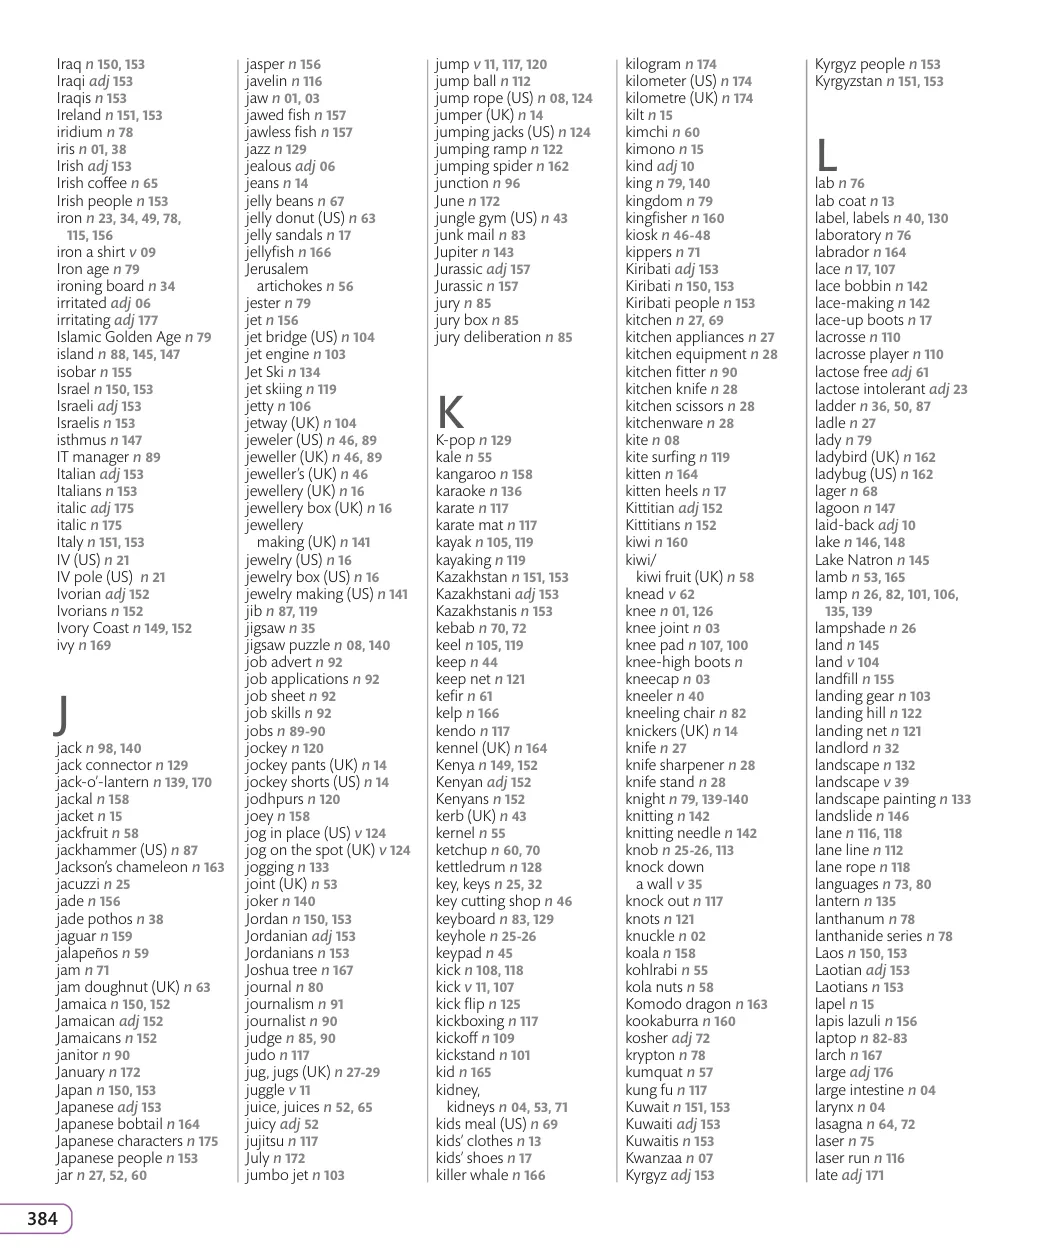 Iraq n 150, 153
Iraqi adj 153
Iraqis n 153
Ireland n 151, 153
iridium n 78
iris n 01, 38
Irish adj 153
Irish coffee n 65
Irish people n 153
iron n 23, 34, 49, 78,
115, 156
iron a shirt v 09
Iron age n 79
ironing board n 34
irritated adj 06
irritating adj 177
Islamic Golden Age n 79
island n 88, 145, 147
isobar n 155
Israel n 150, 153
Israeli adj 153
Israelis n 153
isthmus n 147
IT manager n 89
Italian adj 153
Italians n 153
italic adj 175
italic n 175
Italy n 151, 153
IV (US) n 21
IV pole (US) n 21
Ivorian adj 152
Ivorians n 152
Ivory Coast n 149, 152
ivy n 169
J
jack n 98, 140
jack connector n 129
jack-o’-lantern n 139, 170
jackal n 158
jacket n 15
jackfruit n 58
jackhammer (US) n 87
Jackson’s chameleon n 163
jacuzzi n 25
jade n 156
jade pothos n 38
jaguar n 159
jalapeños n 59
jam n 71
jam doughnut (UK) n 63
Jamaica n 150, 152
Jamaican adj 152
Jamaicans n 152
janitor n 90
January n 172
Japan n 150, 153
Japanese adj 153
Japanese bobtail n 164
Japanese characters n 175
Japanese people n 153
jar n 27, 52, 60
jasper n 156
javelin n 116
jaw n 01, 03
jawed fish n 157
jawless fish n 157
jazz n 129
jealous adj 06
jeans n 14
jelly beans n 67
jelly donut (US) n 63
jelly sandals n 17
jellyfish n 166
Jerusalem
artichokes n 56
jester n 79
jet n 156
jet bridge (US) n 104
jet engine n 103
Jet Ski n 134
jet skiing n 119
jetty n 106
jetway (UK) n 104
jeweler (US) n 46, 89
jeweller (UK) n 46, 89
jeweller’s (UK) n 46
jewellery (UK) n 16
jewellery box (UK) n 16
jewellery
making (UK) n 141
jewelry (US) n 16
jewelry box (US) n 16
jewelry making (US) n 141
jib n 87, 119
jigsaw n 35
jigsaw puzzle n 08, 140
job advert n 92
job applications n 92
job sheet n 92
job skills n 92
jobs n 89-90
jockey n 120
jockey pants (UK) n 14
jockey shorts (US) n 14
jodhpurs n 120
joey n 158
jog in place (US) v 124
jog on the spot (UK) v 124
jogging n 133
joint (UK) n 53
joker n 140
Jordan n 150, 153
Jordanian adj 153
Jordanians n 153
Joshua tree n 167
journal n 80
journalism n 91
journalist n 90
judge n 85, 90
judo n 117
jug, jugs (UK) n 27-29
juggle v 11
juice, juices n 52, 65
juicy adj 52
jujitsu n 117
July n 172
jumbo jet n 103
jump v 11, 117, 120
jump ball n 112
jump rope (US) n 08, 124
jumper (UK) n 14
jumping jacks (US) n 124
jumping ramp n 122
jumping spider n 162
junction n 96
June n 172
jungle gym (US) n 43
junk mail n 83
Jupiter n 143
Jurassic adj 157
Jurassic n 157
jury n 85
jury box n 85
jury deliberation n 85
K
K-pop n 129
kale n 55
kangaroo n 158
karaoke n 136
karate n 117
karate mat n 117
kayak n 105, 119
kayaking n 119
Kazakhstan n 151, 153
Kazakhstani adj 153
Kazakhstanis n 153
kebab n 70, 72
keel n 105, 119
keep n 44
keep net n 121
kefir n 61
kelp n 166
kendo n 117
kennel (UK) n 164
Kenya n 149, 152
Kenyan adj 152
Kenyans n 152
kerb (UK) n 43
kernel n 55
ketchup n 60, 70
kettledrum n 128
key, keys n 25, 32
key cutting shop n 46
keyboard n 83, 129
keyhole n 25-26
keypad n 45
kick n 108, 118
kick v 11, 107
kick flip n 125
kickboxing n 117
kickoff n 109
kickstand n 101
kid n 165
kidney,
kidneys n 04, 53, 71
kids meal (US) n 69
kids’ clothes n 13
kids’ shoes n 17
killer whale n 166
kilogram n 174
kilometer (US) n 174
kilometre (UK) n 174
kilt n 15
kimchi n 60
kimono n 15
kind adj 10
king n 79, 140
kingdom n 79
kingfisher n 160
kiosk n 46-48
kippers n 71
Kiribati adj 153
Kiribati n 150, 153
Kiribati people n 153
kitchen n 27, 69
kitchen appliances n 27
kitchen equipment n 28
kitchen fitter n 90
kitchen knife n 28
kitchen scissors n 28
kitchenware n 28
kite n 08
kite surfing n 119
kitten n 164
kitten heels n 17
Kittitian adj 152
Kittitians n 152
kiwi n 160
kiwi/
kiwi fruit (UK) n 58
knead v 62
knee n 01, 126
knee joint n 03
knee pad n 107, 100
knee-high boots n
kneecap n 03
kneeler n 40
kneeling chair n 82
knickers (UK) n 14
knife n 27
knife sharpener n 28
knife stand n 28
knight n 79, 139-140
knitting n 142
knitting needle n 142
knob n 25-26, 113
knock down
a wall v 35
knock out n 117
knots n 121
knuckle n 02
koala n 158
kohlrabi n 55
kola nuts n 58
Komodo dragon n 163
kookaburra n 160
kosher adj 72
krypton n 78
kumquat n 57
kung fu n 117
Kuwait n 151, 153
Kuwaiti adj 153
Kuwaitis n 153
Kwanzaa n 07
Kyrgyz adj 153
Kyrgyz people n 153
Kyrgyzstan n 151, 153
L
lab n 76
lab coat n 13
label, labels n 40, 130
laboratory n 76
labrador n 164
lace n 17, 107
lace bobbin n 142
lace-making n 142
lace-up boots n 17
lacrosse n 110
lacrosse player n 110
lactose free adj 61
lactose intolerant adj 23
ladder n 36, 50, 87
ladle n 27
lady n 79
ladybird (UK) n 162
ladybug (US) n 162
lager n 68
lagoon n 147
laid-back adj 10
lake n 146, 148
Lake Natron n 145
lamb n 53, 165
lamp n 26, 82, 101, 106,
135, 139
lampshade n 26
land n 145
land v 104
landfill n 155
landing gear n 103
landing hill n 122
landing net n 121
landlord n 32
landscape n 132
landscape v 39
landscape painting n 133
landslide n 146
lane n 116, 118
lane line n 112
lane rope n 118
languages n 73, 80
lantern n 135
lanthanum n 78
lanthanide series n 78
Laos n 150, 153
Laotian adj 153
Laotians n 153
lapel n 15
lapis lazuli n 156
laptop n 82-83
larch n 167
large adj 176
large intestine n 04
larynx n 04
lasagna n 64, 72
laser n 75
laser run n 116
late adj 171
384